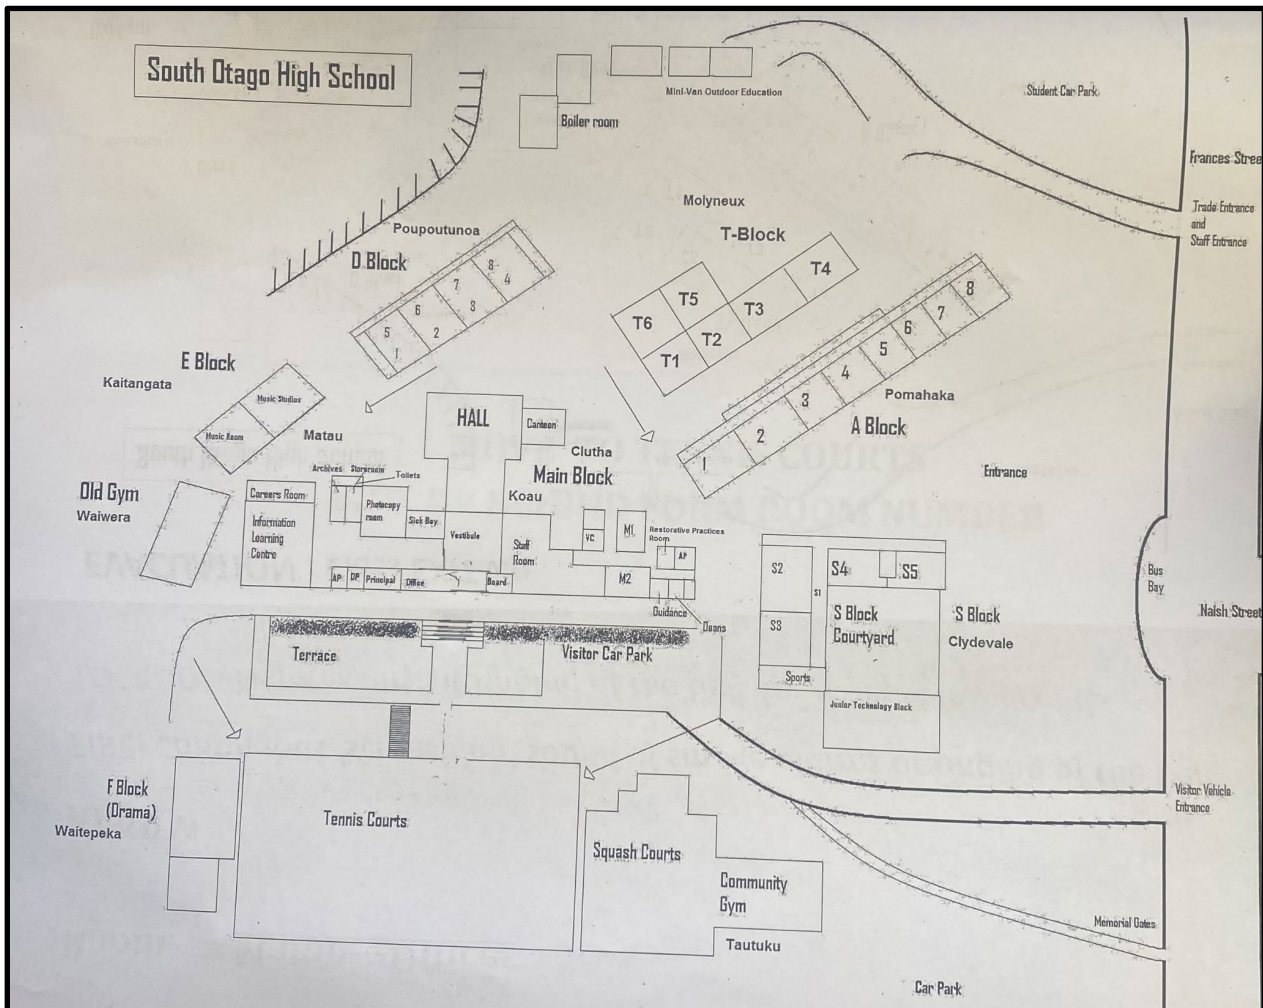 South Otago High School
Boiler room
Mini-Van Outdoor Education
Student Car Park
Frances Stree
Trade Entrance
and
Staff Entrance
Molyneux
T-Block
Poupoutunoa
D Block
8
7
4
6
3
5
2
1
T4
T5
T3
T6
T2
T1
8
7
6
5
4
3
2
1
Pomahaka
A Block
E Block
Kaitangata
Music Studios
Music Room
Matau
HALL
Canteen
Clutha
Main Block
Koau
Entrance
Old Gym
Waiwera
Careers Room
Information
Learning
Centre
Archives
Storeroom
Toilets
Photocopy
room
Sick Bay
Vestibule
Staff
Room
VC
M1
Restorative Practices
Room
AP
M2
AP
DP
Principal
Office
Board
Guidance
Deans
S2
S1
S4
S5
S3
S Block
Courtyard
S Block
Clydevale
Sports
Junior Technology Block
Bus
Bay
Naish Street
Terrace
Visitor Car Park
F Block
(Drama)
Waitepeka
Tennis Courts
Squash Courts
Community
Gym
Tautuku
Visitor Vehicle
Entrance
Memorial Gates
Car Park